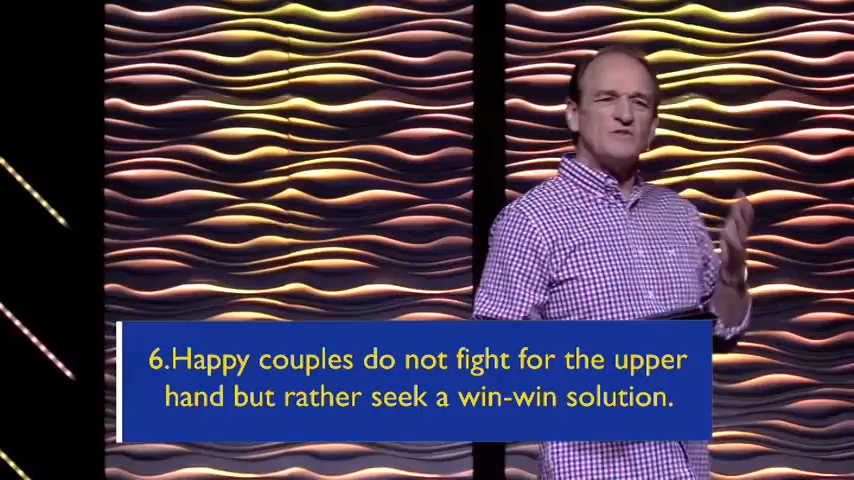 6.Happy couples do not fight for the upper
hand but rather seek a win-win solution.